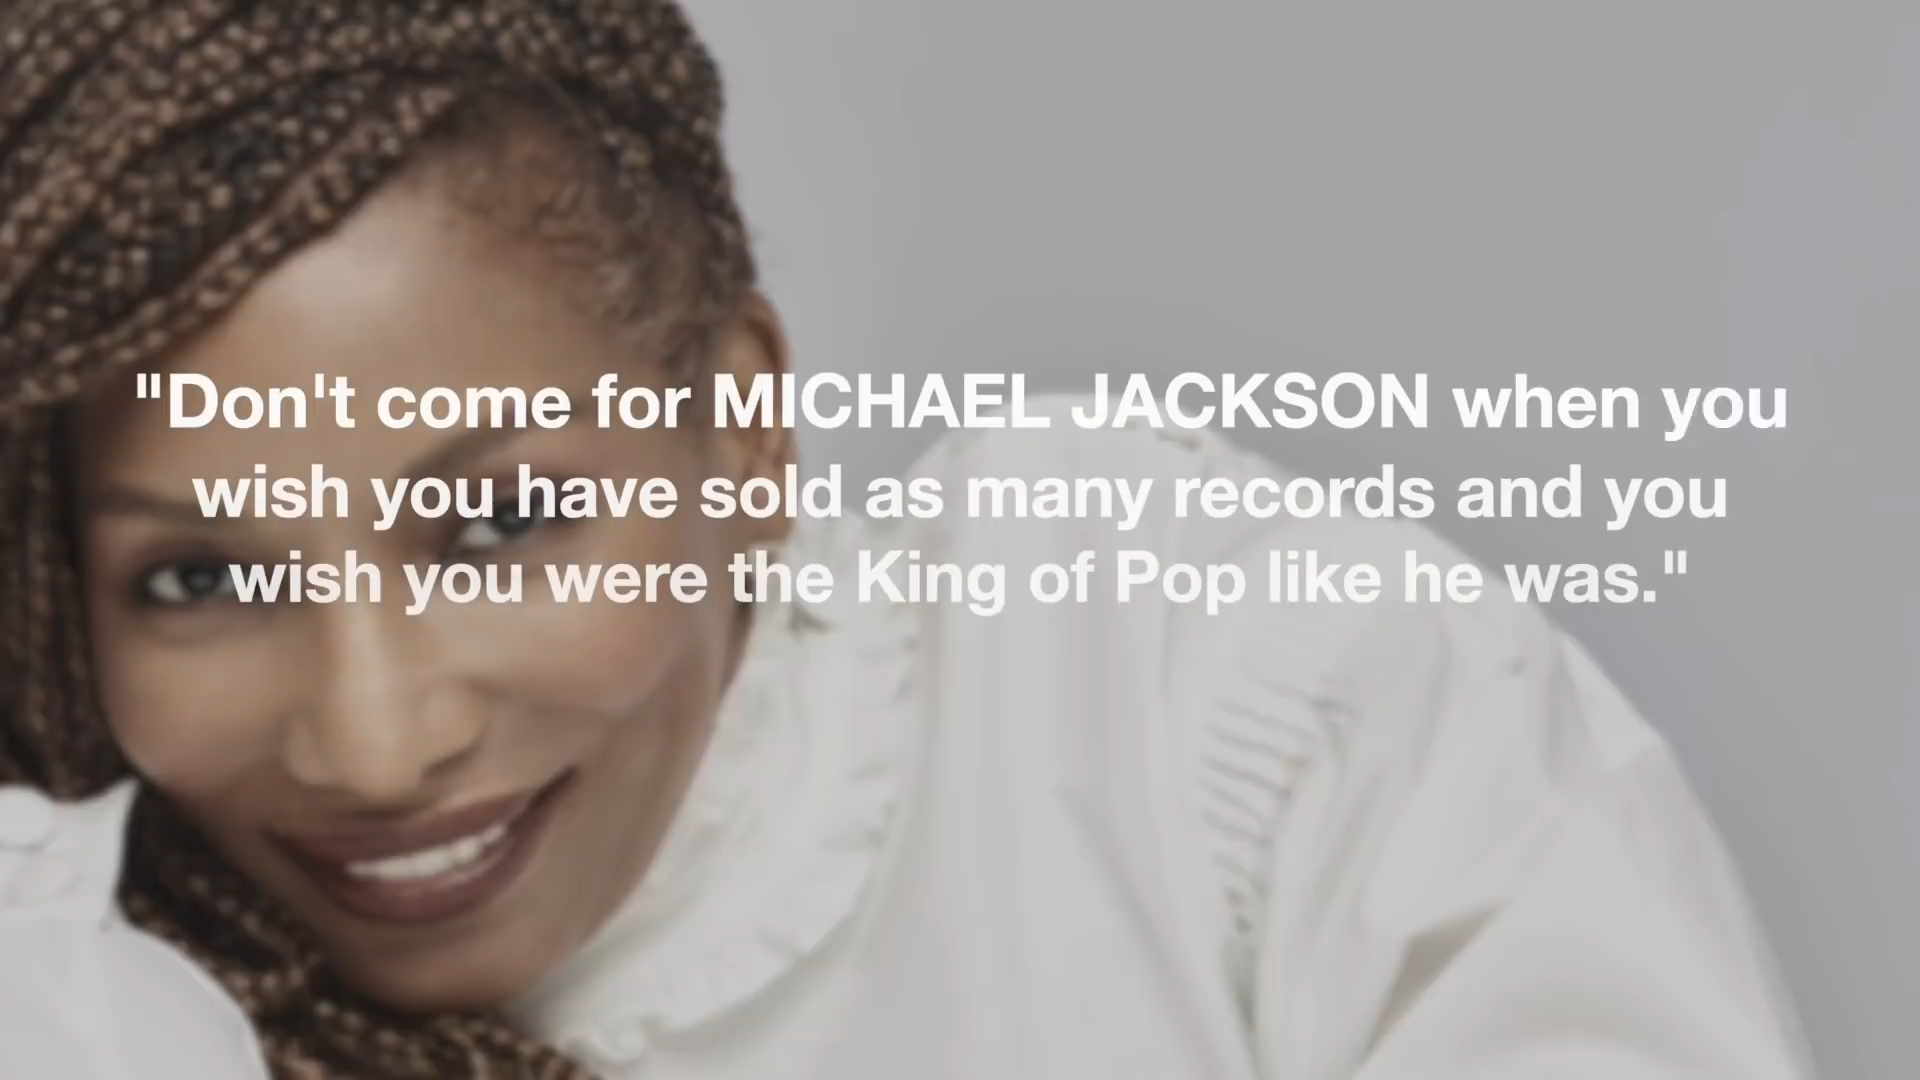 "Don't come for MICHAEL JACKSON when you
wish you have sold as many records and you
wish you were the King of Pop like he was."